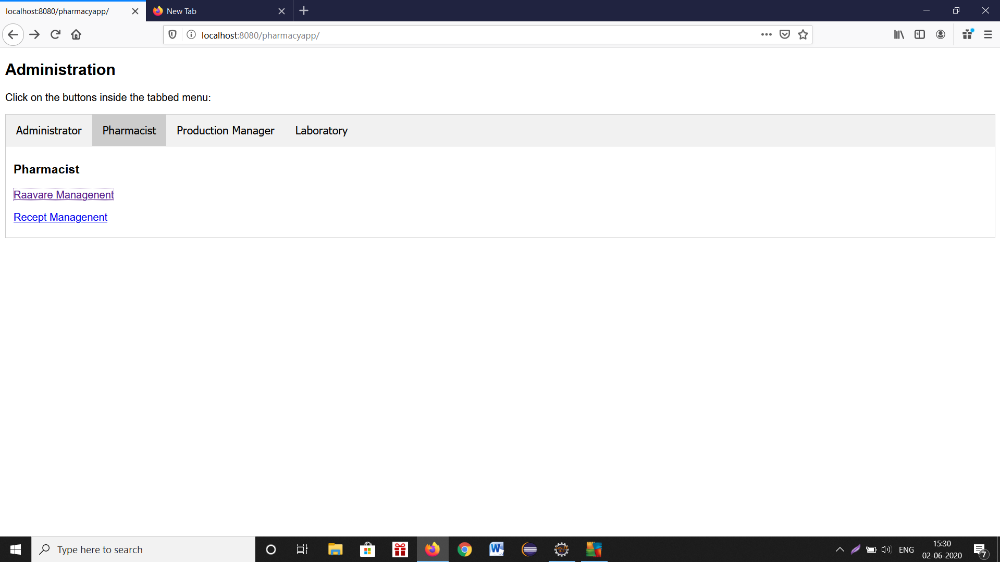 localhost:8080/pharmacyapp/
New Tab
localhost:8080/pharmacyapp/
Administration
Click on the buttons inside the tabbed menu:
Administrator Pharmacist Production Manager Laboratory
Pharmacist
Raavare Managenent
Recept Managenent
Type here to search
ENG
15:30
02-06-2020
7